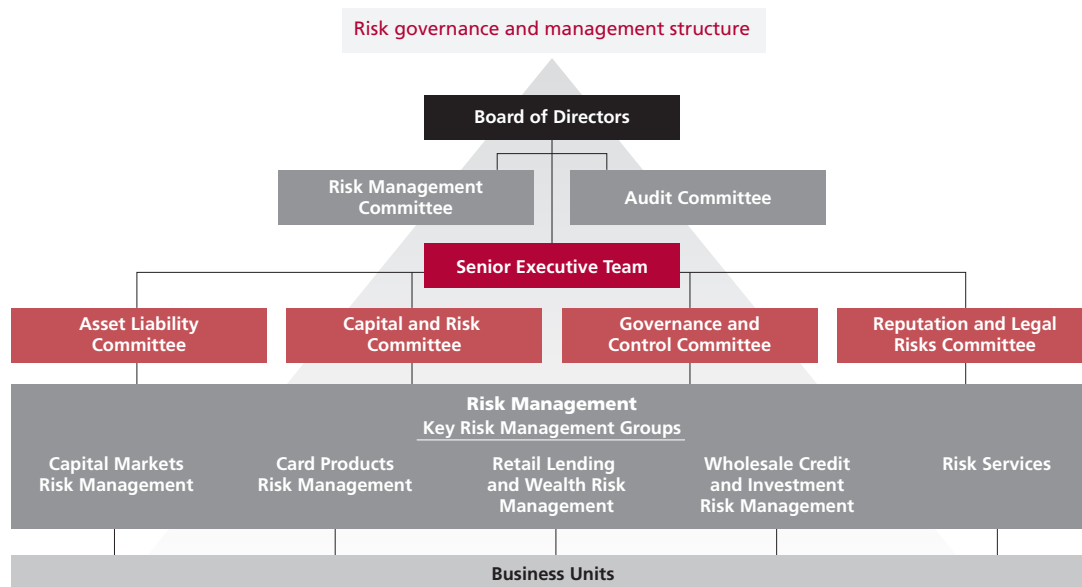 Risk governance and management structure
Board of Directors
Risk Management
Committee
Audit Committee
Senior Executive Team
Asset Liability
Committee
Capital and Risk
Committee
Governance and
Control Committee
Reputation and Legal
Risks Committee
Risk Management
Key Risk Management Groups
Capital Markets
Risk Management
Card Products
Risk Management
Retail Lending
and Wealth Risk
Management
Wholesale Credit
and Investment
Risk Management
Risk Services
Business Units